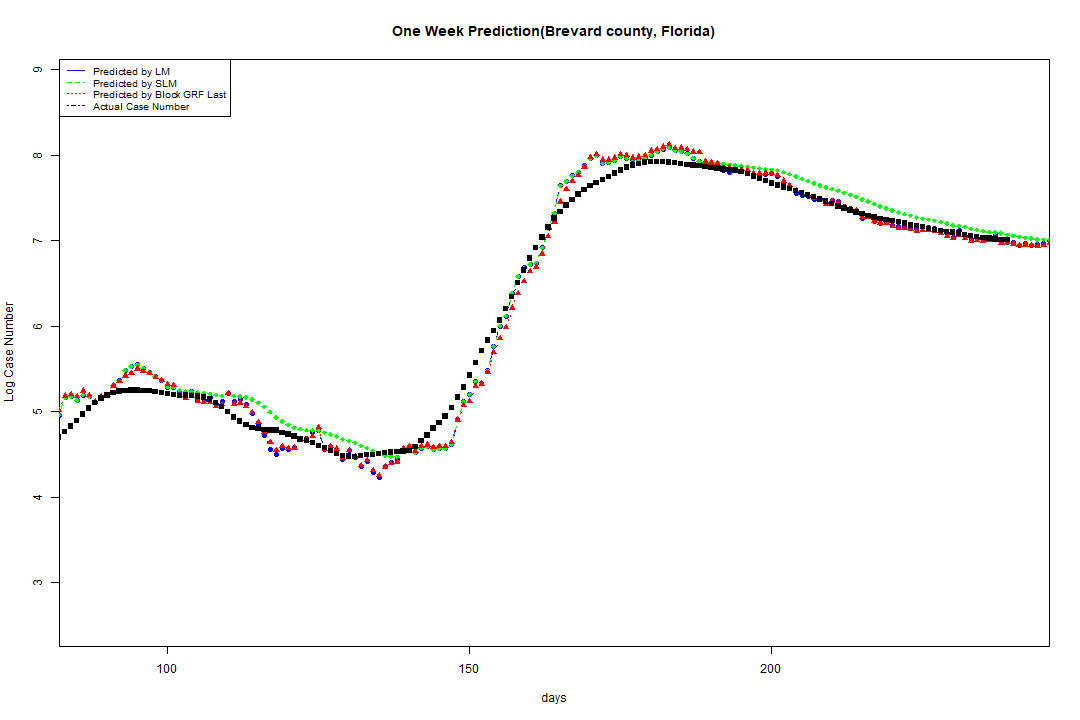 One Week Prediction(Brevard county, Florida)
Predicted by LM
Predicted by SLM
Predicted by Block GRF Last
Actual Case Number
9
8
7
6
5
4
3
Log Case Number
100
150
200
days